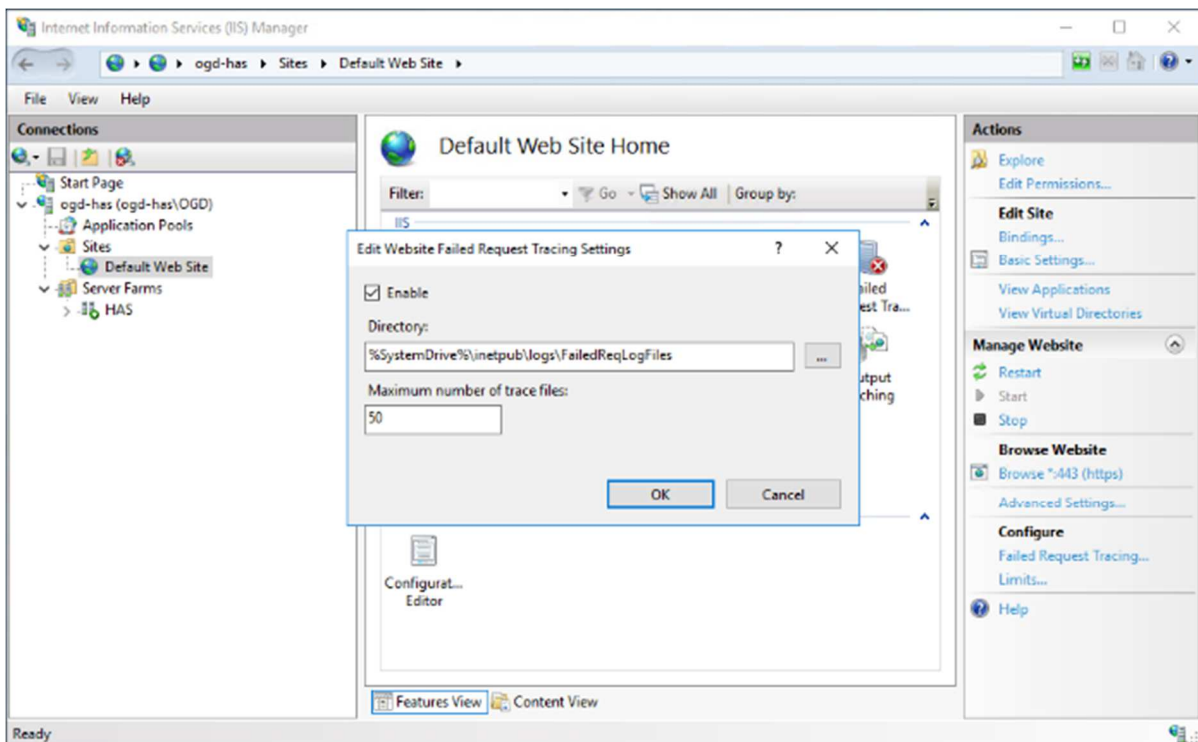 Internet Information Services (IIS) Manager
ogd-has Sites Default Web Site
File View Help
Connections
Start Page
ogd-has (ogd-has\OGD)
Application Pools
Sites
Default Web Site
Server Farms
HAS
Default Web Site Home
Filter: Go Show All Group by:
IIS
ailed
est Tra...
utput
ching
Edit Website Failed Request Tracing Settings ?
Enable
Directory:
%SystemDrive%\inetpub\logs\FailedReqLogFiles
...
Maximum number of trace files:
50
OK Cancel
Configurat...
Editor
Features View Content View
Actions
Explore
Edit Permissions...
Edit Site
Bindings...
Basic Settings...
View Applications
View Virtual Directories
Manage Website
Restart
Start
Stop
Browse Website
Browse *:443 (https)
Advanced Settings...
Configure
Failed Request Tracing...
Limits...
Help
Ready